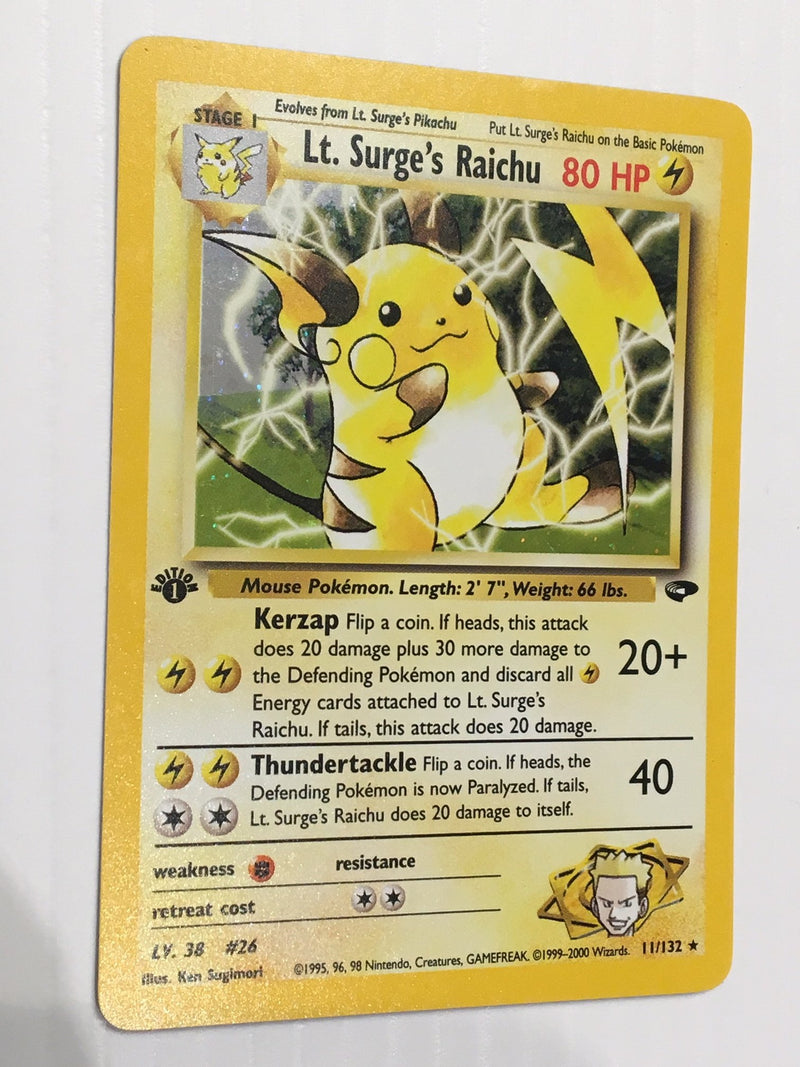 STAGE 1
Evolves from Lt. Surge's Pikachu
Put Lt. Surge's Raichu on the Basic Pokémon
Lt. Surge's Raichu 80 HP
EDITION 1
Mouse Pokémon. Length: 2' 7", Weight: 66 lbs.
Kerzap Flip a coin. If heads, this attack
does 20 damage plus 30 more damage to
the Defending Pokémon and discard all
Energy cards attached to Lt. Surge's
Raichu. If tails, this attack does 20 damage.
20+
Thundertackle Flip a coin. If heads, the
Defending Pokémon is now Paralyzed. If tails,
Lt. Surge's Raichu does 20 damage to itself.
40
weakness
resistance
retreat cost
LV. 38 #26
Illus. Ken Sugimori
©1995, 96, 98 Nintendo, Creatures, GAMEFREAK. ©1999–2000 Wizards.
11/132 ★